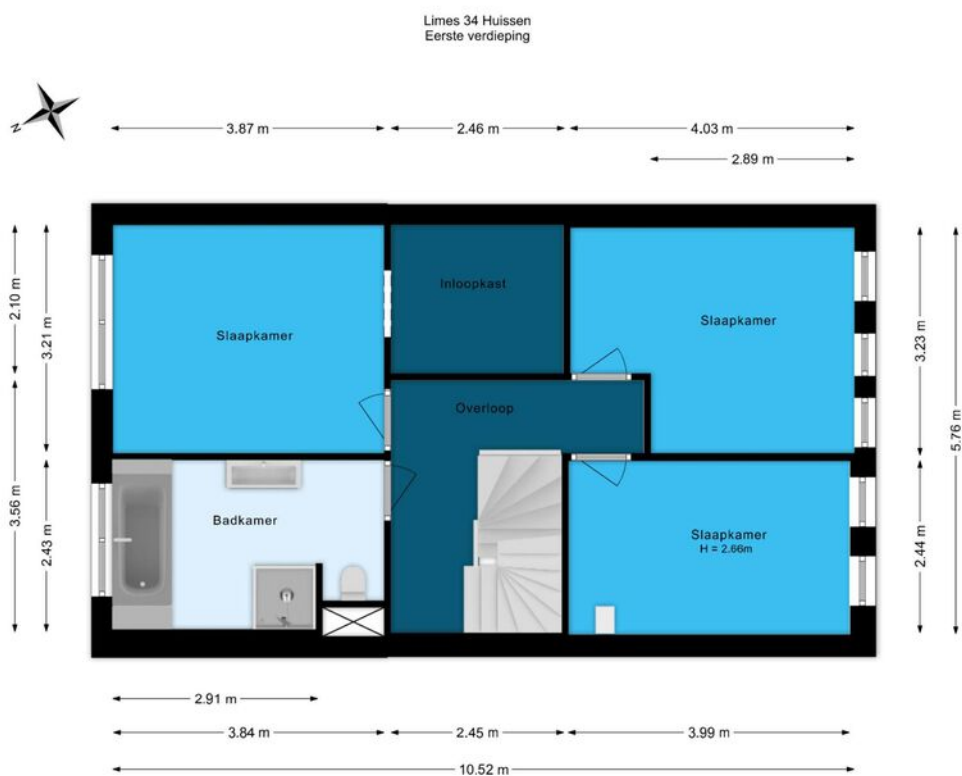 Limes 34 Huissen
Eerste verdieping
N
3.87 m
2.46 m
4.03 m
2.89 m
2.10 m
3.21 m
3.56 m
2.43 m
Slaapkamer
Inloopkast
Slaapkamer
Overloop
Badkamer
Slaapkamer
H = 2.66m
3.23 m
5.76 m
2.44 m
2.91 m
3.84 m
2.45 m
3.99 m
10.52 m